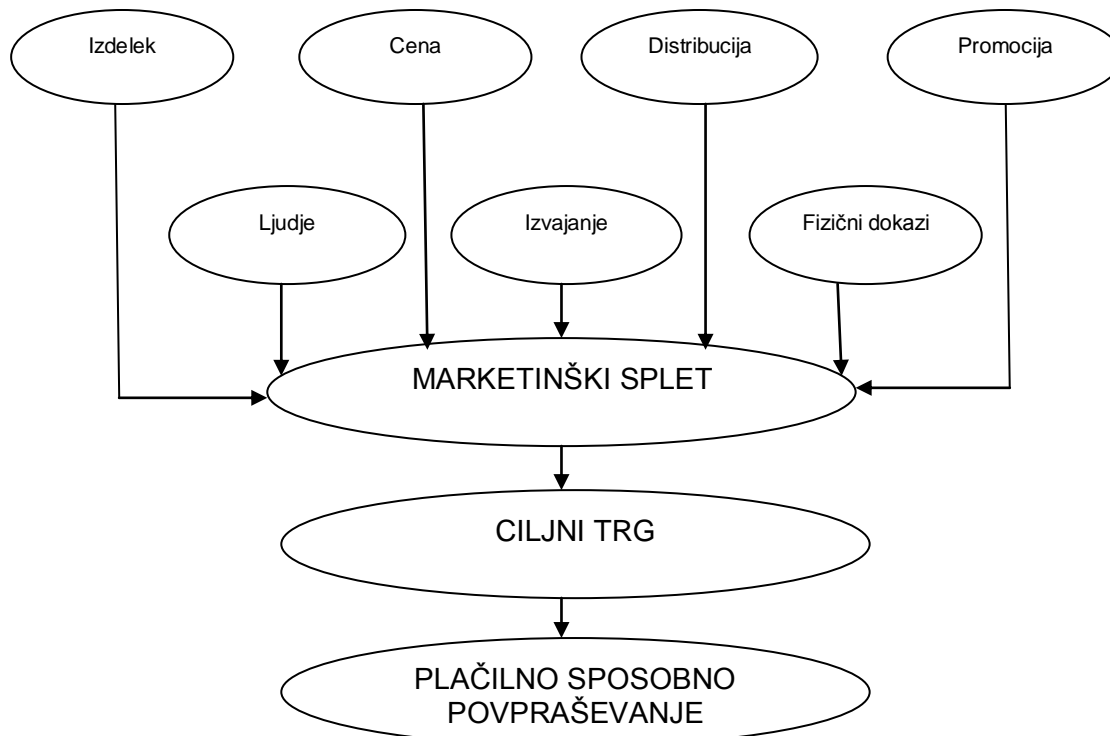 Izdelek
Cena
Distribucija
Promocija
Ljudje
Izvajanje
Fizični dokazi
MARKETINŠKI SPLET
CILJNI TRG
PLAČILNO SPOSOBNO
POVPRAŠEVANJE